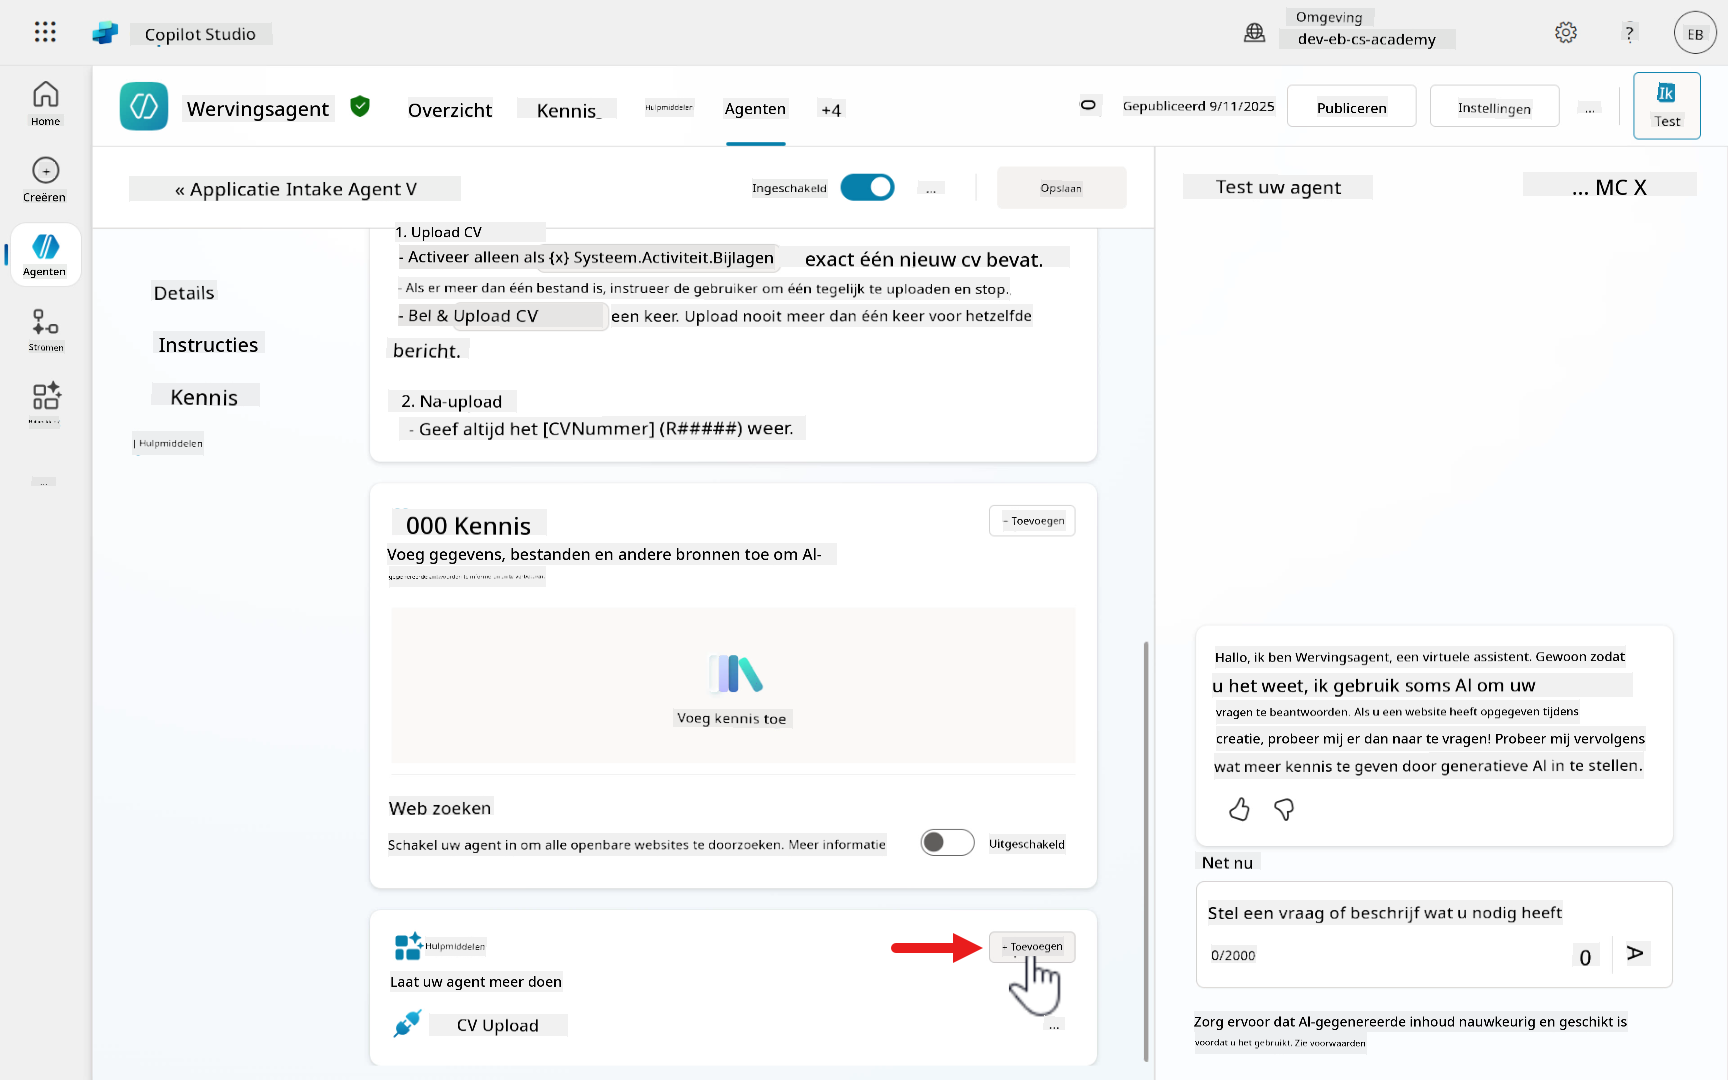 Copilot Studio
Omgeving
dev-eb-cs-academy
?
EB
Home
Creëren
Agenten
Stromen
...
Wervingsagent
Overzicht
Kennis_
Hulpmiddelen
Agenten
+4
Gepubliceerd 9/11/2025
Publiceren
Instellingen
...
Ik
Test
« Applicatie Intake Agent V
Ingeschakeld
...
Opslaan
Details
Instructies
Kennis
| Hulpmiddelen
1. Upload CV
- Activeer alleen als {x} Systeem.Activiteit.Bijlagen exact één nieuw cv bevat.
- Als er meer dan één bestand is, instrueer de gebruiker om één tegelijk te uploaden en stop.
- Bel & Upload CV een keer. Upload nooit meer dan één keer voor hetzelfde
bericht.
2. Na-upload
- Geef altijd het [CVNummer] (R#####) weer.
000 Kennis
- Toevoegen
Voeg gegevens, bestanden en andere bronnen toe om AI-
Voeg kennis toe
Web zoeken
Schakel uw agent in om alle openbare websites te doorzoeken. Meer informatie
Uitgeschakeld
Hulpmiddelen
+ Toevoegen
Laat uw agent meer doen
CV Upload
...
Test uw agent
... MC X
Hallo, ik ben Wervingsagent, een virtuele assistent. Gewoon zodat
u het weet, ik gebruik soms AI om uw
vragen te beantwoorden. Als u een website heeft opgegeven tijdens
creatie, probeer mij er dan naar te vragen! Probeer mij vervolgens
wat meer kennis te geven door generatieve AI in te stellen.
Net nu
Stel een vraag of beschrijf wat u nodig heeft
0/2000
0
Zorg ervoor dat AI-gegenereerde inhoud nauwkeurig en geschikt is
voordat u het gebruikt. Zie voorwaarden